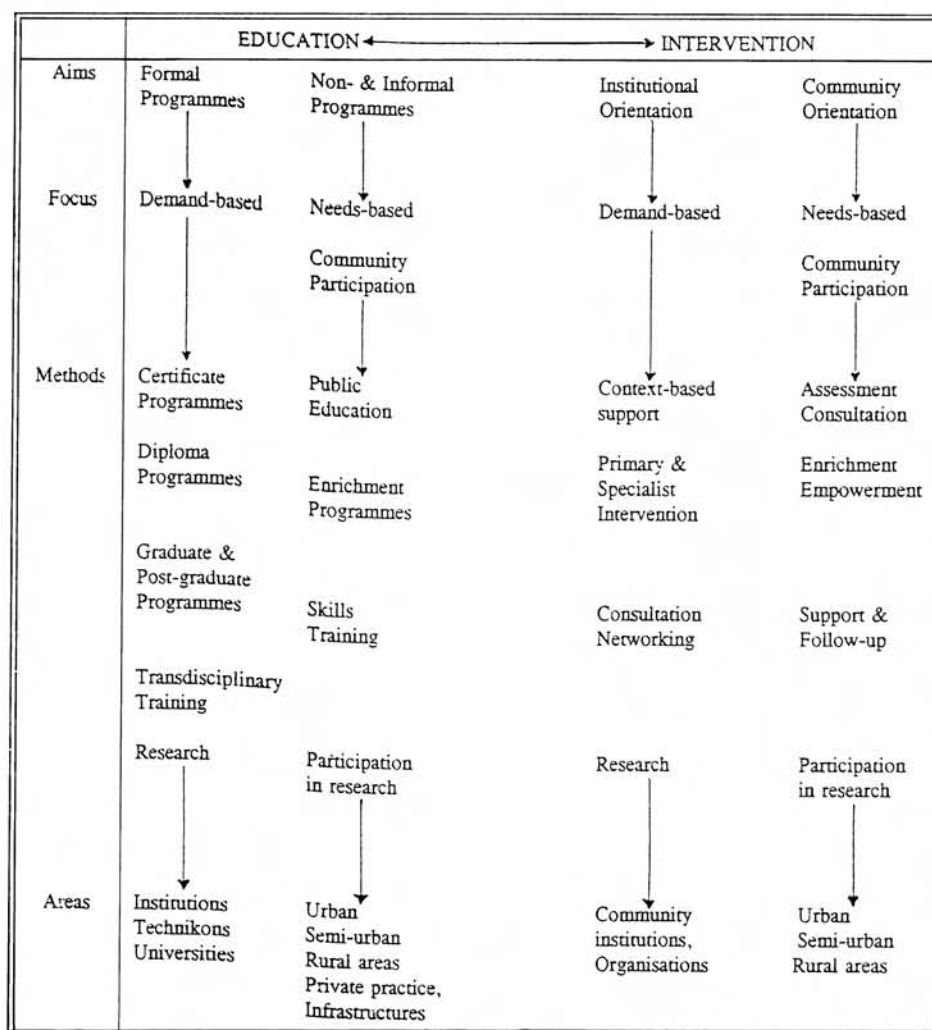 EDUCATION INTERVENTION
Aims
Formal
Programmes
Non- & Informal
Programmes
Institutional
Orientation
Community
Orientation
Focus
Demand-based
Needs-based
Demand-based
Needs-based
Community
Participation
Community
Participation
Methods
Certificate
Programmes
Public
Education
Context-based
support
Assessment
Consultation
Diploma
Programmes
Enrichment
Programmes
Primary &
Specialist
Intervention
Enrichment
Empowerment
Graduate &
Post-graduate
Programmes
Skills
Training
Consultation
Networking
Support &
Follow-up
Transdisciplinary
Training
Research
Participation
in research
Research
Participation
in research
Areas
Institutions
Technikons
Universities
Urban
Semi-urban
Rural areas
Private practice,
Infrastructures
Community
institutions,
Organisations
Urban
Semi-urban
Rural areas